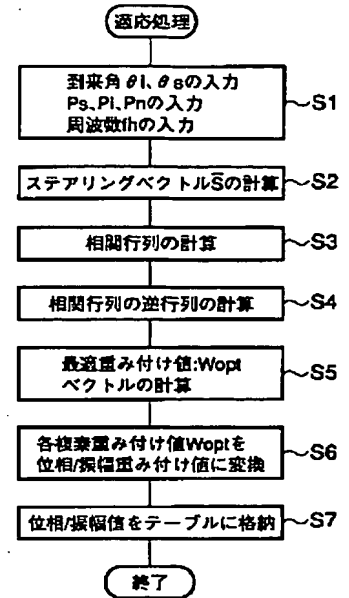 適応処理
到来角θi、θsの入力
Ps、Pi、Pnの入力
周波数fhの入力
S1
ステアリングベクトルS̄の計算
S2
相関行列の計算
S3
相関行列の逆行列の計算
S4
最適重み付け値:Wopt
ベクトルの計算
S5
各複素重み付け値Woptを
位相/振幅重み付け値に変換
S6
位相/振幅値をテーブルに格納
S7
終了